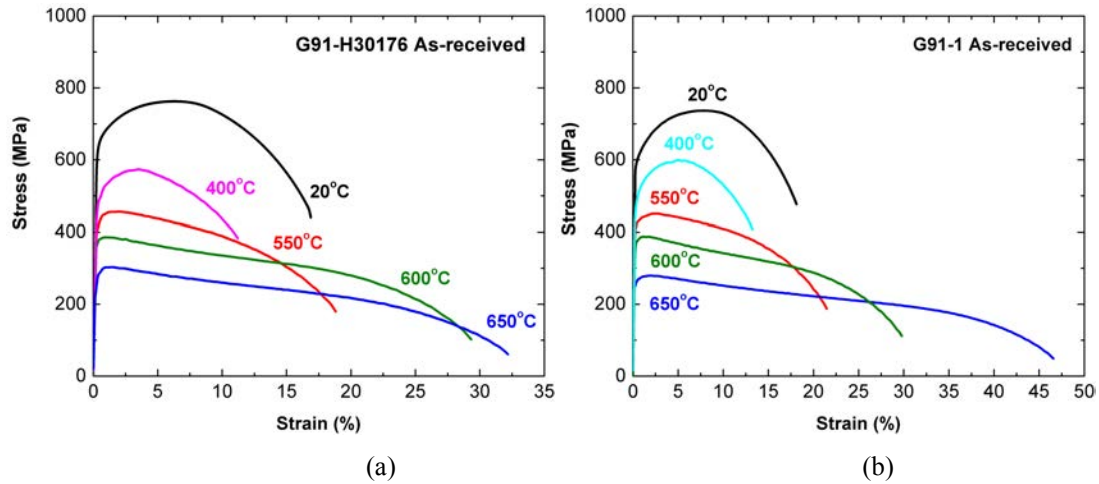 1000
800
600
400
200
0
Stress (MPa)
G91-H30176 As-received
20°C
400°C
550°C
600°C
650°C
0 5 10 15 20 25 30 35
Strain (%)
(a)
1000
800
600
400
200
0
Stress (MPa)
G91-1 As-received
20°C
400°C
550°C
600°C
650°C
0 5 10 15 20 25 30 35 40 45 50
Strain (%)
(b)